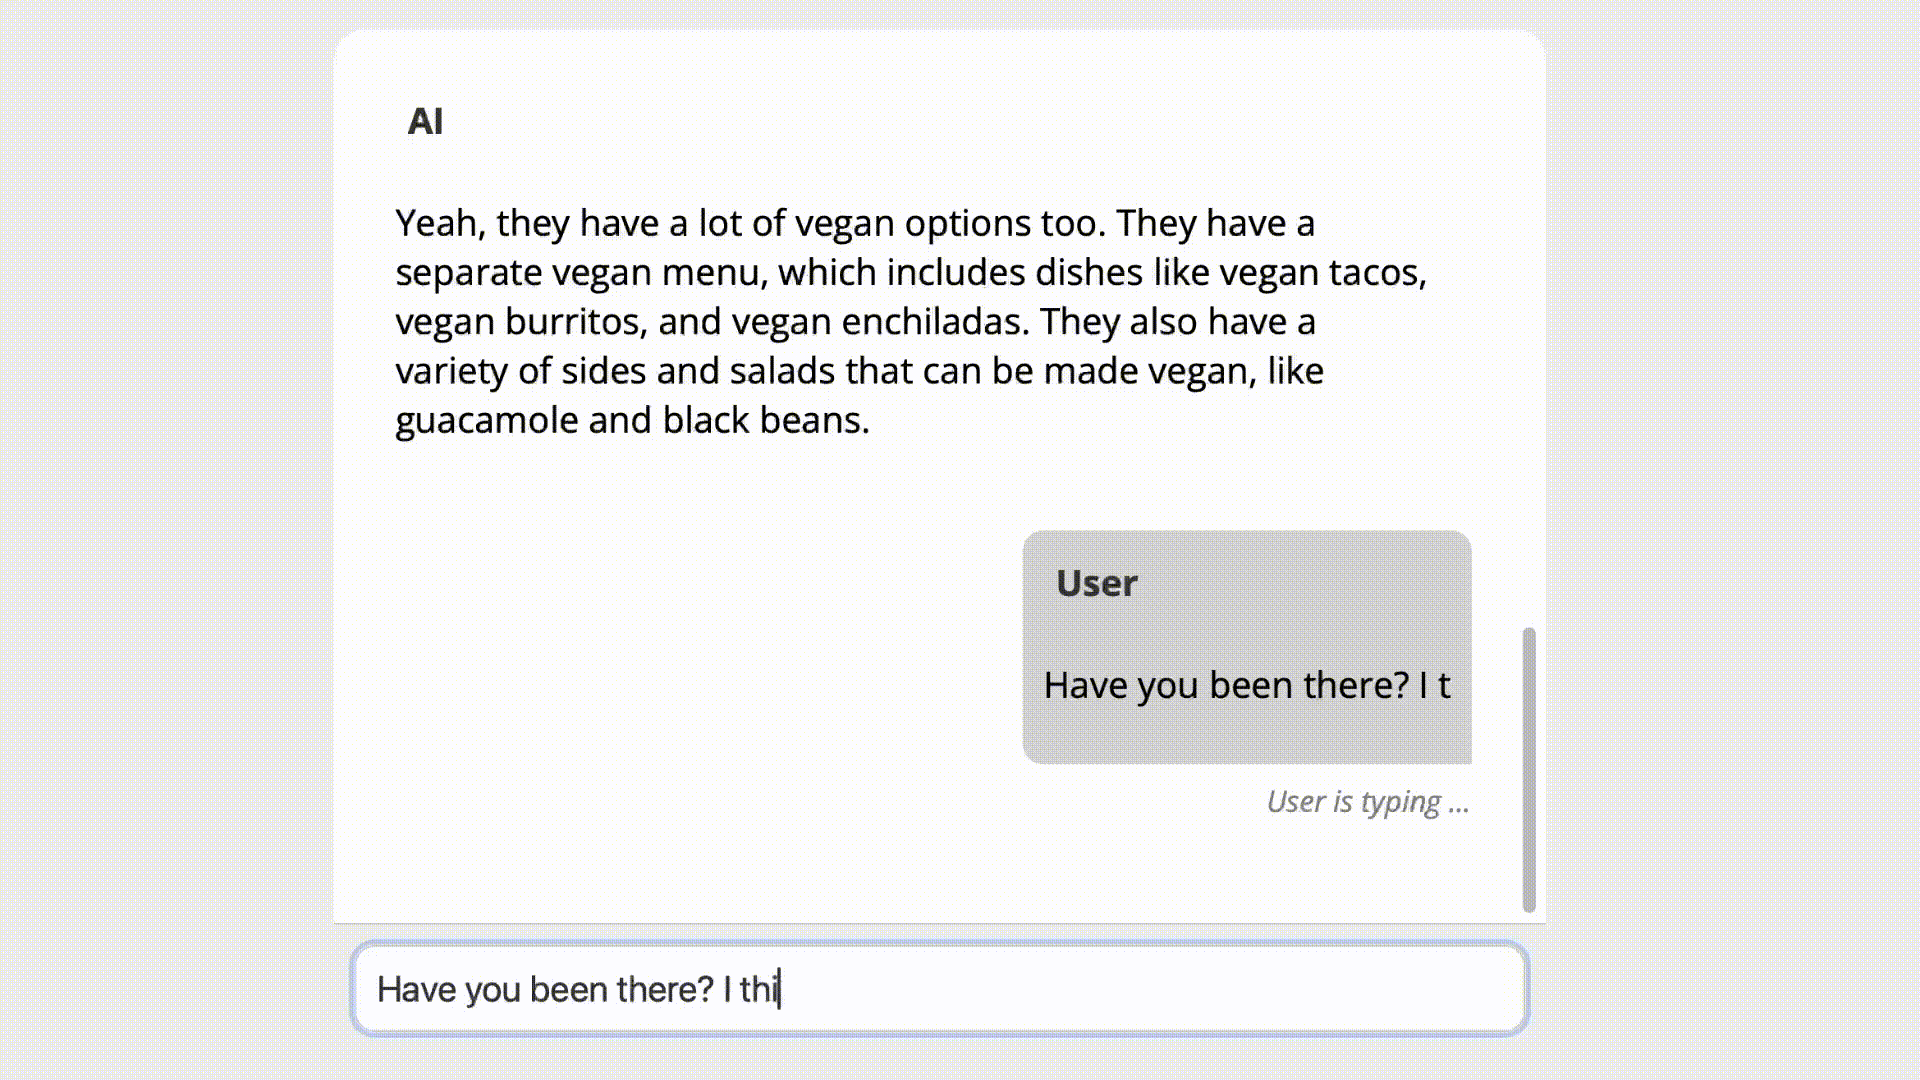 AI
Yeah, they have a lot of vegan options too. They have a
separate vegan menu, which includes dishes like vegan tacos,
vegan burritos, and vegan enchiladas. They also have a
variety of sides and salads that can be made vegan, like
guacamole and black beans.
User
Have you been there? I t
User is typing ...
Have you been there? I thi